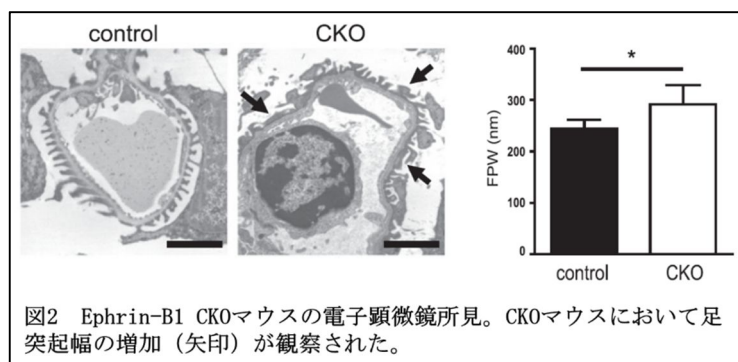 control
CKO
400
300
200
100
0
FPW (nm)
*
control
CKO
図2 Ephrin-B1 CKOマウスの電子顕微鏡所見。CKOマウスにおいて足
突起幅の増加（矢印）が観察された。